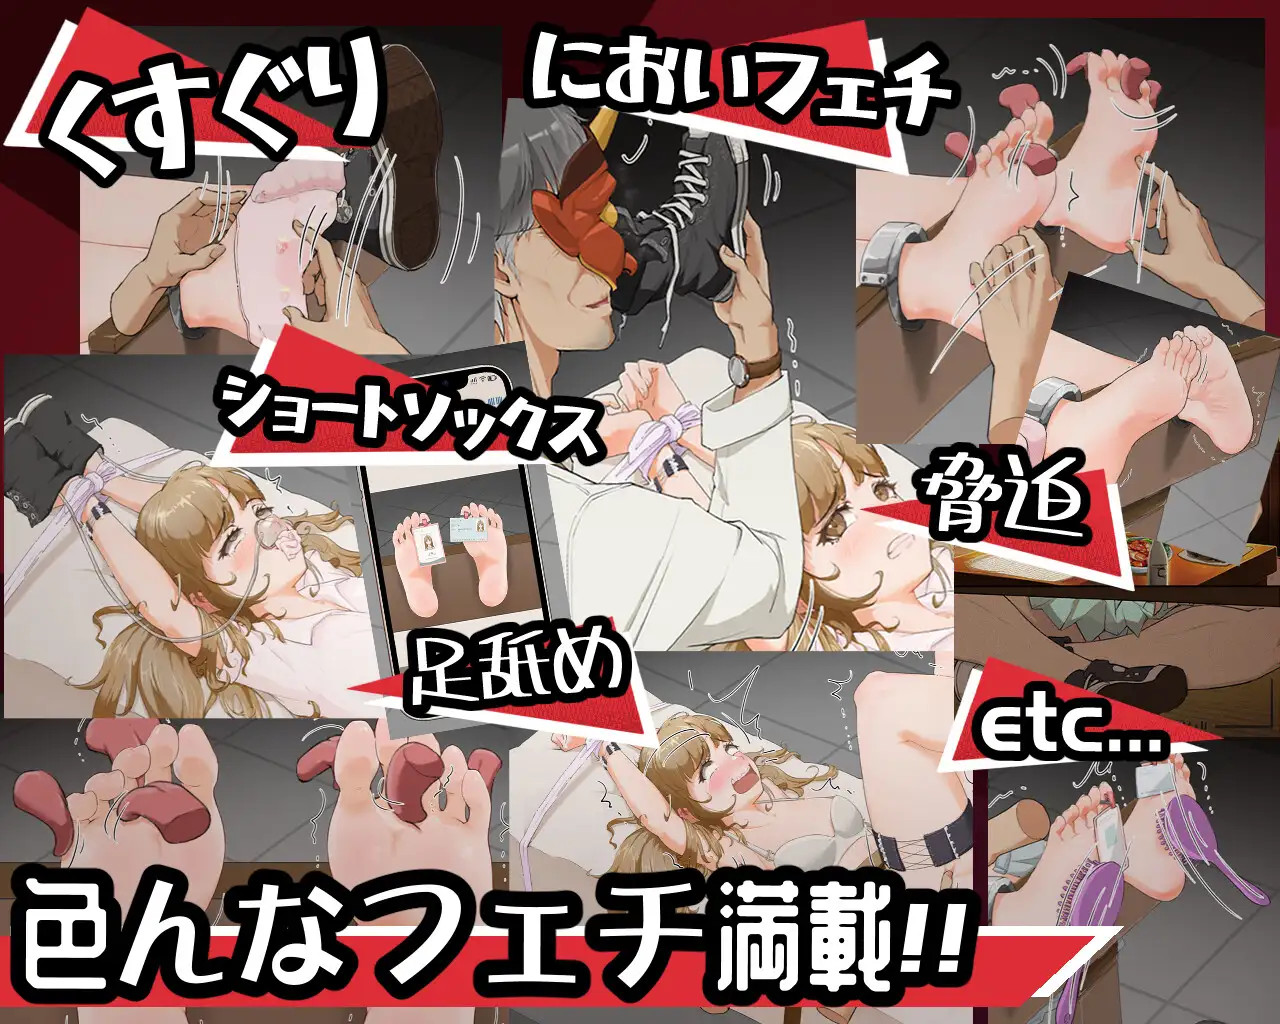 くすぐり
においフェチ
ショートソックス
脅迫
足舐め
etc...
色んなフェチ満載!!